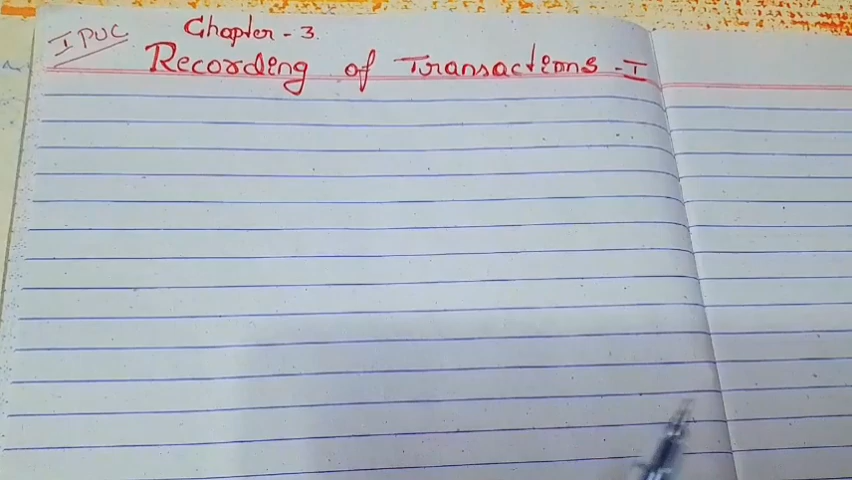 I PUC
Chapter - 3
Recording of Transactions - I